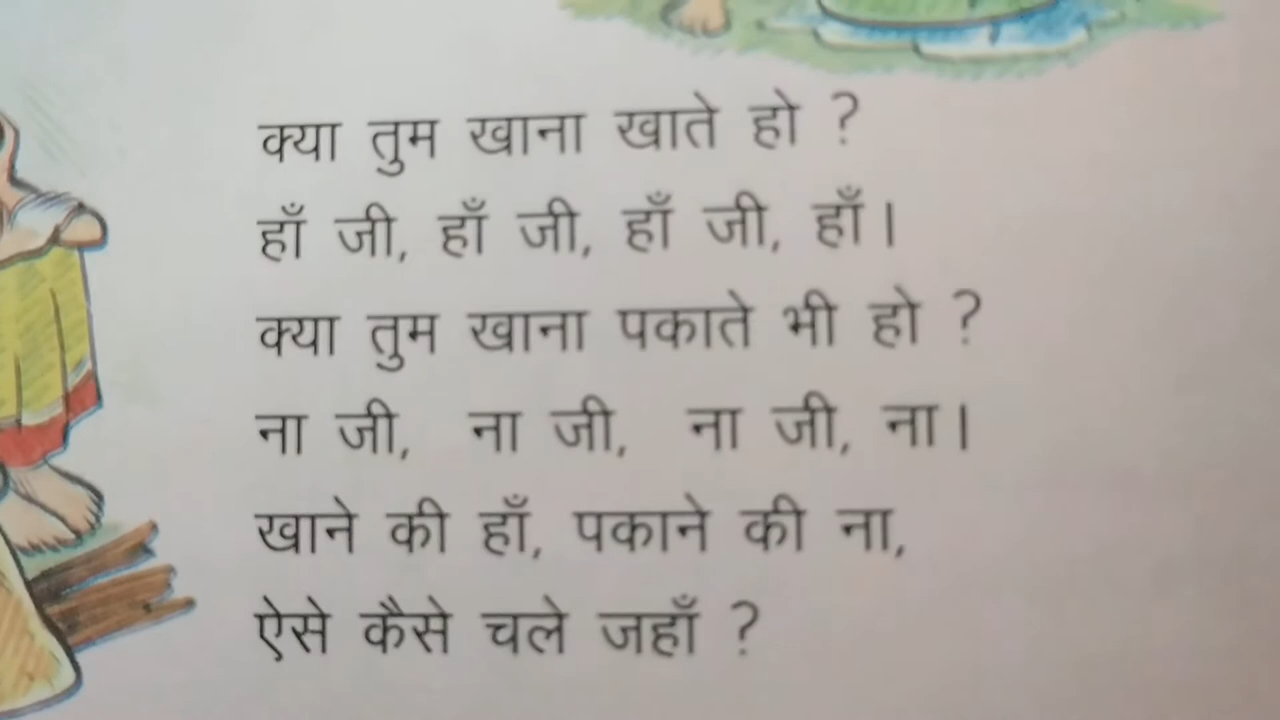 क्या तुम खाना खाते हो ?
हाँ जी, हाँ जी, हाँ जी, हाँ।
क्या तुम खाना पकाते भी हो ?
ना जी, ना जी, ना जी, ना।
खाने की हाँ, पकाने की ना,
ऐसे कैसे चले जहाँ ?